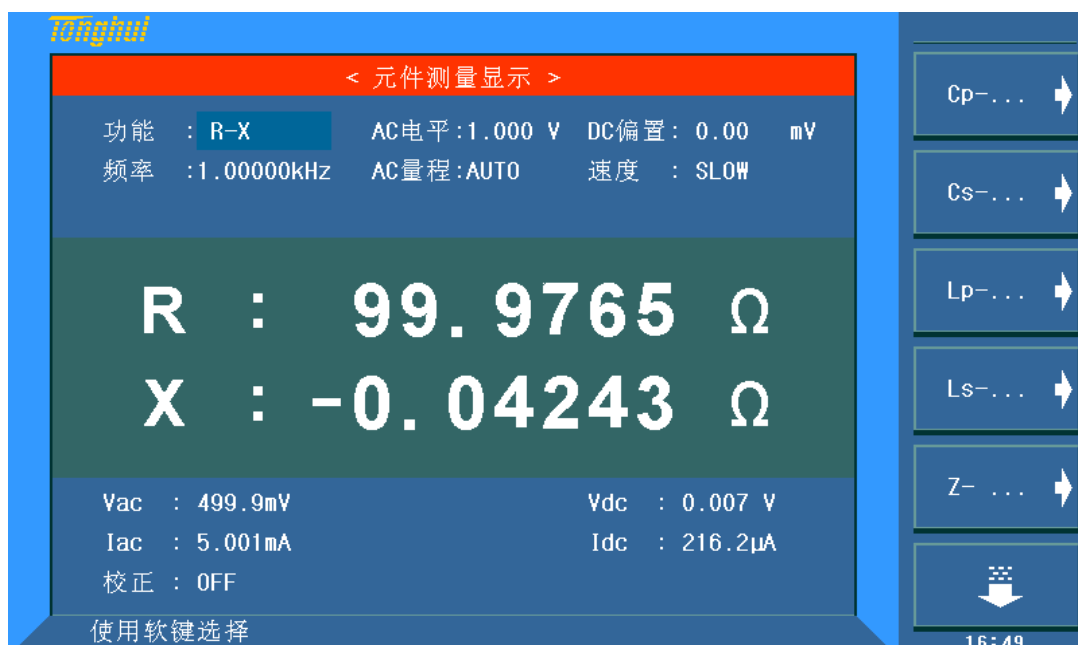 Tonghui
< 元件测量显示 >
功能 : R-X AC电平:1.000 V DC偏置: 0.00 mV
频率 :1.00000kHz AC量程:AUTO 速度 : SLOW
R : 99.9765 Ω
X : -0.04243 Ω
Vac : 499.9mV Vdc : 0.007 V
Iac : 5.001mA Idc : 216.2μA
校正 : OFF
使用软键选择
Cp-...
Cs-...
Lp-...
Ls-...
Z- ...
16:49